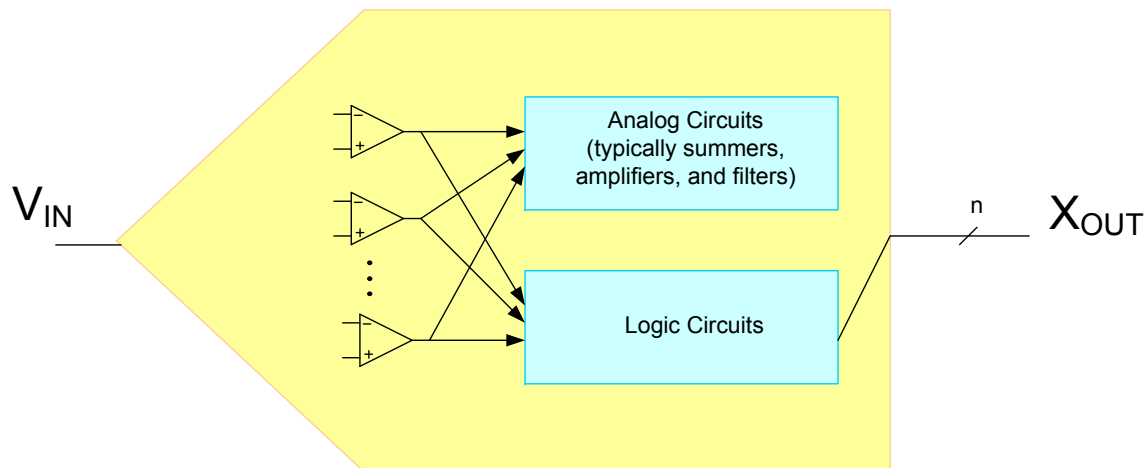 V_IN
Analog Circuits
(typically summers,
amplifiers, and filters)
Logic Circuits
n
X_OUT
−
+
−
+
−
+